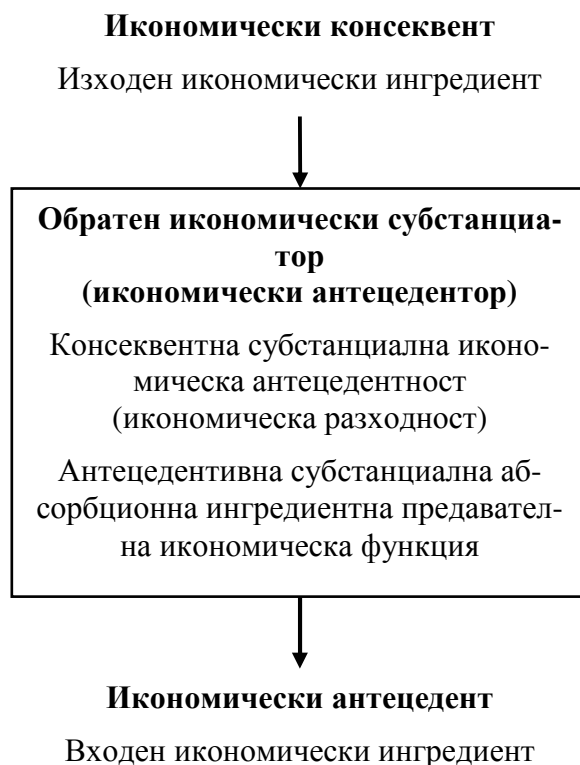 Икономически консеквент
Изходен икономически ингредиент
Обратен икономически субстанциа-
тор
(икономически антецедентор)
Консеквентна субстанциална иконо-
мическа антецедентност
(икономическа разходност)
Антецедентивна субстанциална аб-
сорбционна ингредиентна предавател-
на икономическа функция
Икономически антецедент
Входен икономически ингредиент